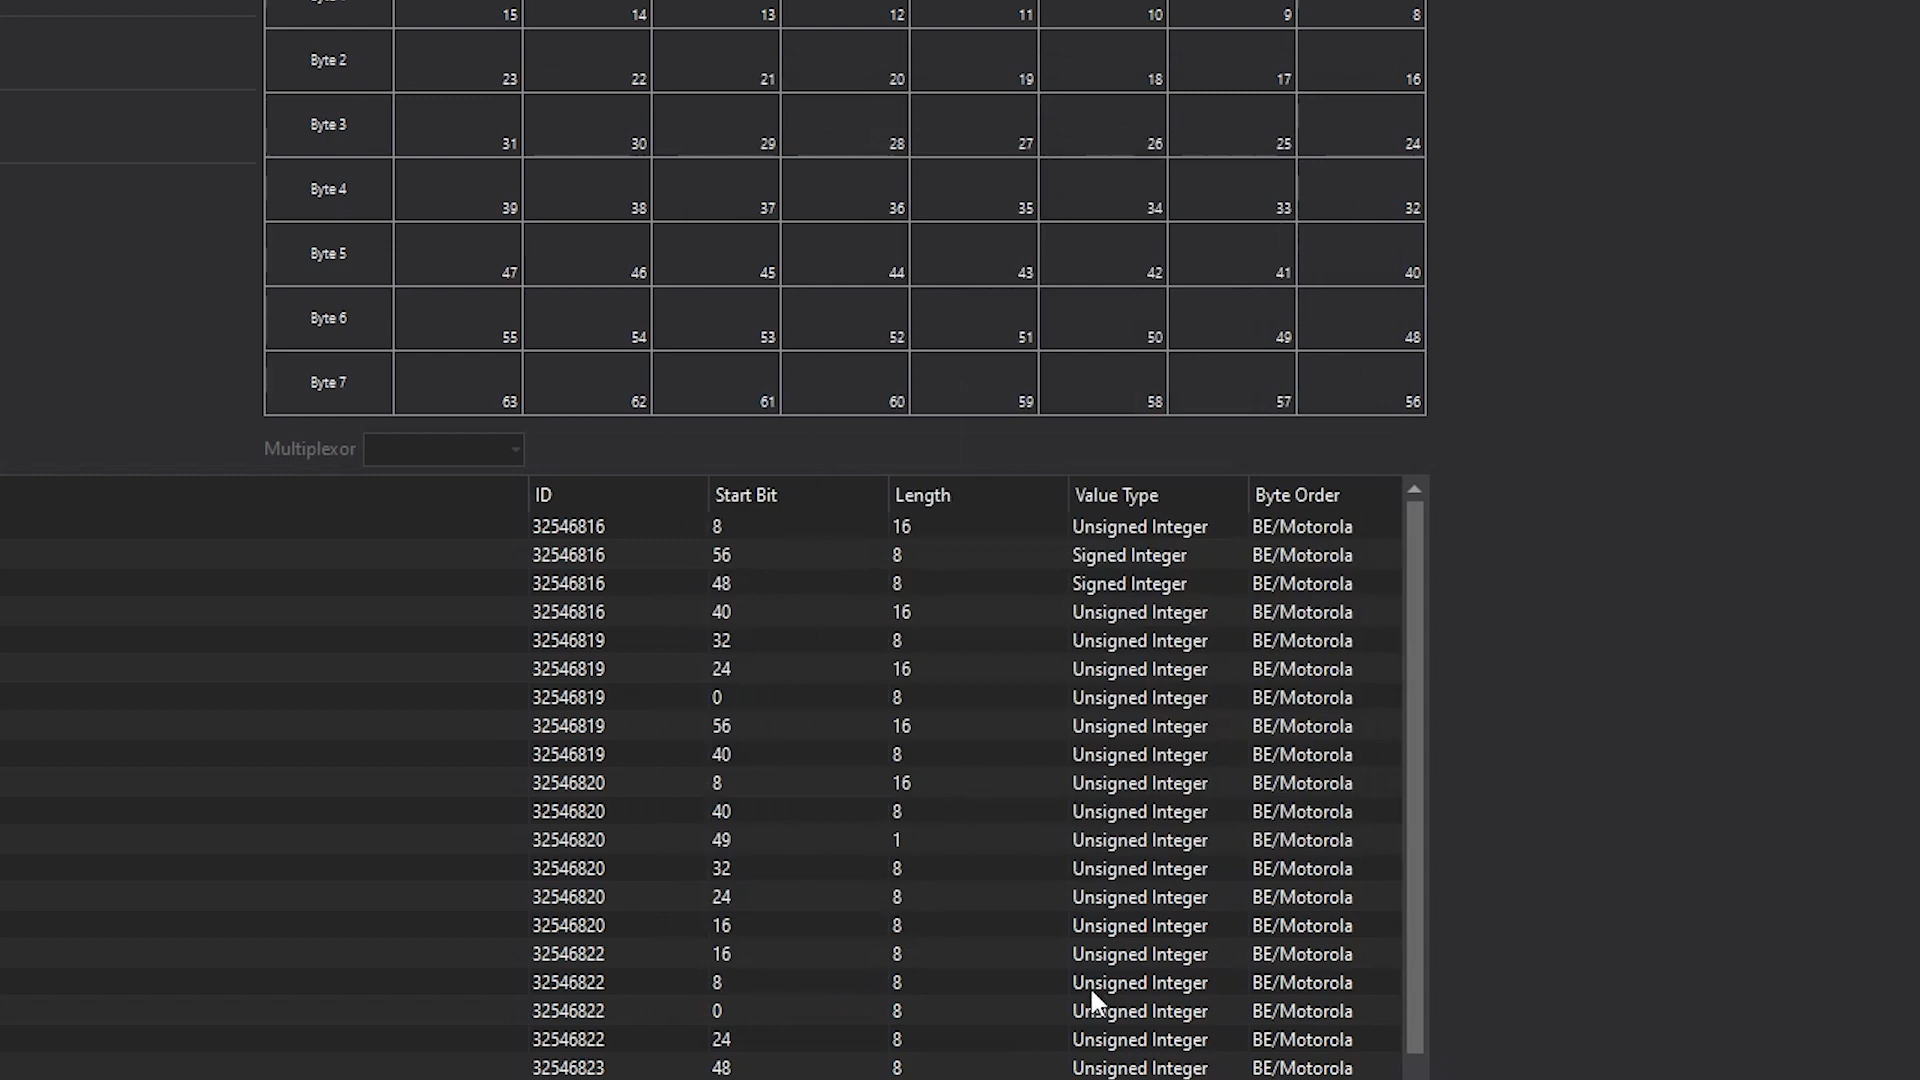 15 14 13 12 11 10 9 8
Byte 2
23 22 21 20 19 18 17 16
Byte 3
31 30 29 28 27 26 25 24
Byte 4
39 38 37 36 35 34 33 32
Byte 5
47 46 45 44 43 42 41 40
Byte 6
55 54 53 52 51 50 49 48
Byte 7
63 62 61 60 59 58 57 56
Multiplexor
ID Start Bit Length Value Type Byte Order
32546816 8 16 Unsigned Integer BE/Motorola
32546816 56 8 Signed Integer BE/Motorola
32546816 48 8 Signed Integer BE/Motorola
32546816 40 16 Unsigned Integer BE/Motorola
32546819 32 8 Unsigned Integer BE/Motorola
32546819 24 16 Unsigned Integer BE/Motorola
32546819 0 8 Unsigned Integer BE/Motorola
32546819 56 16 Unsigned Integer BE/Motorola
32546819 40 8 Unsigned Integer BE/Motorola
32546820 8 16 Unsigned Integer BE/Motorola
32546820 40 8 Unsigned Integer BE/Motorola
32546820 49 1 Unsigned Integer BE/Motorola
32546820 32 8 Unsigned Integer BE/Motorola
32546820 24 8 Unsigned Integer BE/Motorola
32546820 16 8 Unsigned Integer BE/Motorola
32546822 16 8 Unsigned Integer BE/Motorola
32546822 8 8 Unsigned Integer BE/Motorola
32546822 0 8 Unsigned Integer BE/Motorola
32546822 24 8 Unsigned Integer BE/Motorola
32546823 48 8 Unsigned Integer BE/Motorola